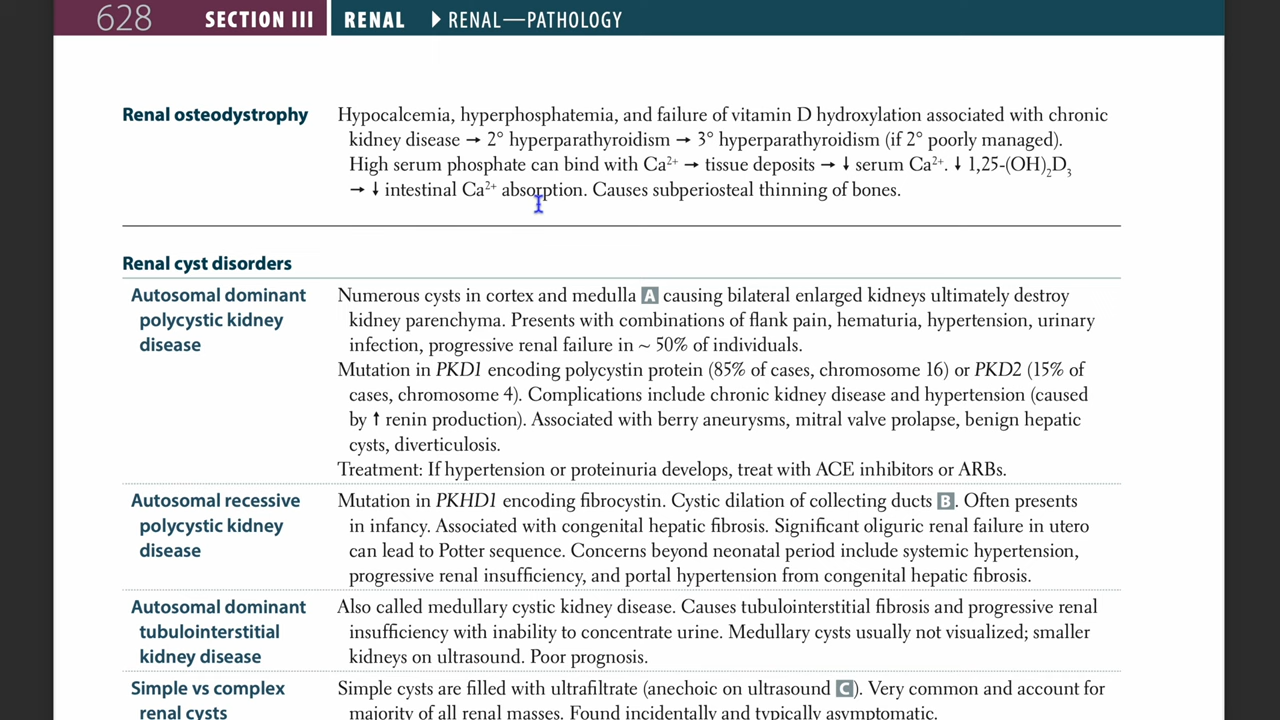 628 SECTION III RENAL ▶ RENAL—PATHOLOGY
Renal osteodystrophy
Hypocalcemia, hyperphosphatemia, and failure of vitamin D hydroxylation associated with chronic
kidney disease → 2° hyperparathyroidism → 3° hyperparathyroidism (if 2° poorly managed).
High serum phosphate can bind with Ca²⁺ → tissue deposits → ↓ serum Ca²⁺. ↓ 1,25-(OH)₂D₃
→ ↓ intestinal Ca²⁺ absorption. Causes subperiosteal thinning of bones.
Renal cyst disorders
Autosomal dominant
polycystic kidney
disease
Numerous cysts in cortex and medulla A causing bilateral enlarged kidneys ultimately destroy
kidney parenchyma. Presents with combinations of flank pain, hematuria, hypertension, urinary
infection, progressive renal failure in ~ 50% of individuals.
Mutation in PKD1 encoding polycystin protein (85% of cases, chromosome 16) or PKD2 (15% of
cases, chromosome 4). Complications include chronic kidney disease and hypertension (caused
by ↑ renin production). Associated with berry aneurysms, mitral valve prolapse, benign hepatic
cysts, diverticulosis.
Treatment: If hypertension or proteinuria develops, treat with ACE inhibitors or ARBs.
Autosomal recessive
polycystic kidney
disease
Mutation in PKHD1 encoding fibrocystin. Cystic dilation of collecting ducts B. Often presents
in infancy. Associated with congenital hepatic fibrosis. Significant oliguric renal failure in utero
can lead to Potter sequence. Concerns beyond neonatal period include systemic hypertension,
progressive renal insufficiency, and portal hypertension from congenital hepatic fibrosis.
Autosomal dominant
tubulointerstitial
kidney disease
Also called medullary cystic kidney disease. Causes tubulointerstitial fibrosis and progressive renal
insufficiency with inability to concentrate urine. Medullary cysts usually not visualized; smaller
kidneys on ultrasound. Poor prognosis.
Simple vs complex
renal cysts
Simple cysts are filled with ultrafiltrate (anechoic on ultrasound C). Very common and account for
majority of all renal masses. Found incidentally and typically asymptomatic.